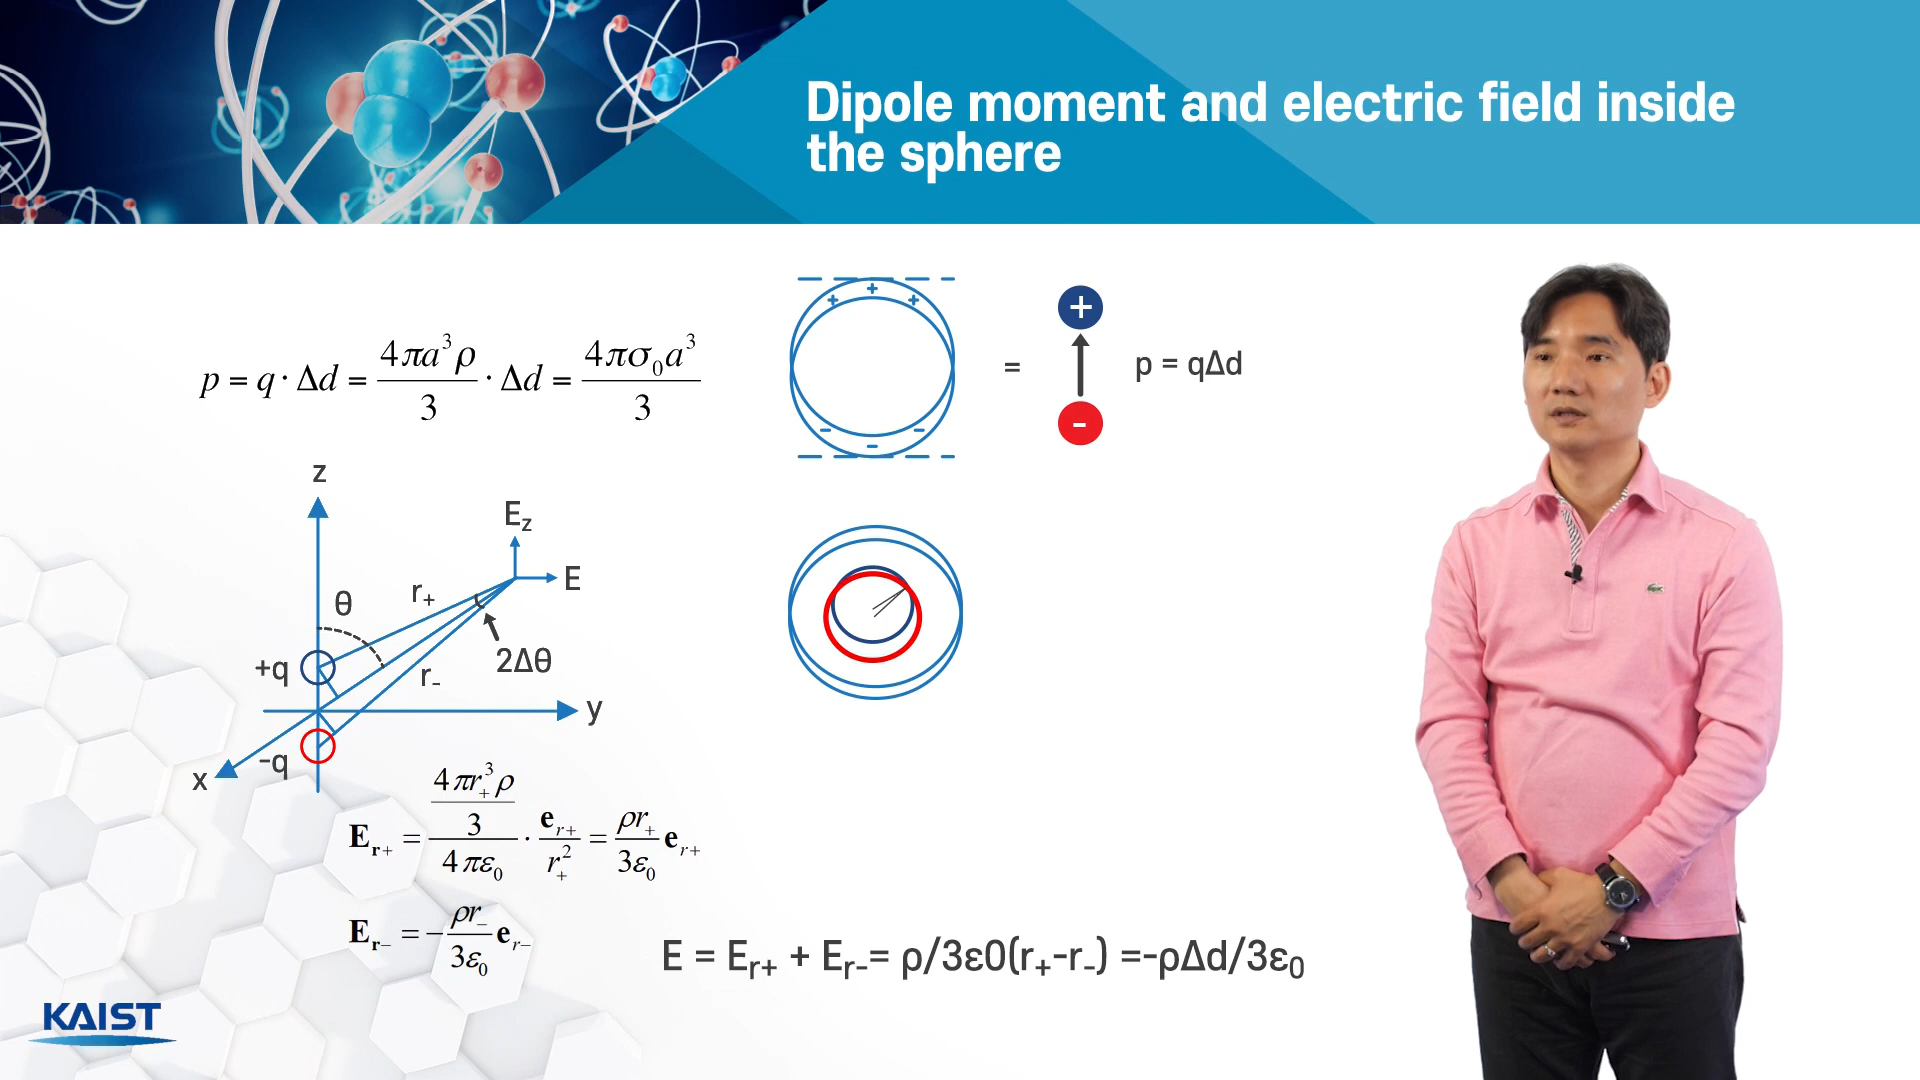 Dipole moment and electric field inside
the sphere
p = q · Δd = 4πa³ρ/3 · Δd = 4πσ₀a³/3
+ + +
- - -
=
+
-
p = qΔd
z
E_z
E
θ
r₊
2Δθ
r₋
+q
-q
y
x
E_r+ = (4πr₊³ρ/3)/(4πε₀) · e_r+/r₊² = ρr₊/3ε₀ e_r+
E_r− = −ρr₋/3ε₀ e_r−
E = E_r+ + E_r-= ρ/3ε0(r₊-r₋) =-ρΔd/3ε₀
KAIST